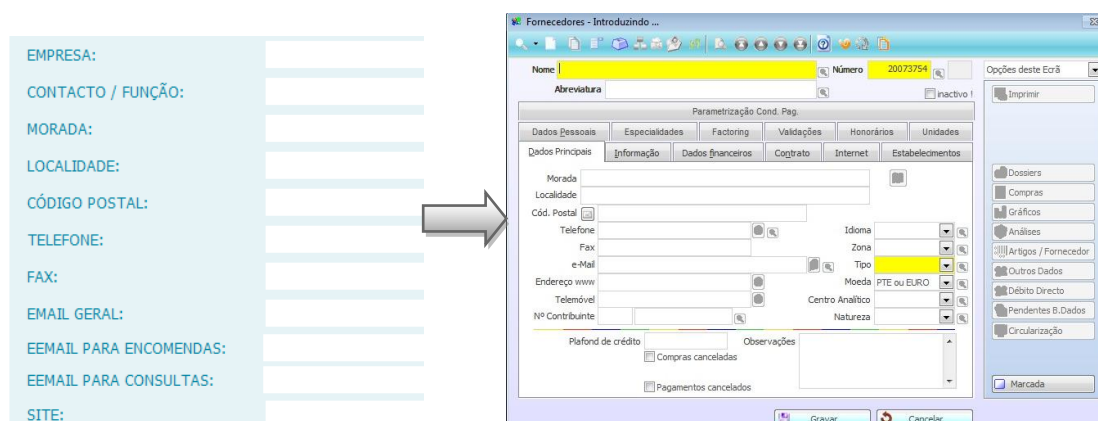 EMPRESA:
CONTACTO / FUNÇÃO:
MORADA:
LOCALIDADE:
CÓDIGO POSTAL:
TELEFONE:
FAX:
EMAIL GERAL:
EEMAIL PARA ENCOMENDAS:
EEMAIL PARA CONSULTAS:
SITE:
Fornecedores - Introduzindo ...
Nome Número 20073754 Opções deste Ecrã
Abreviatura inactivo ! Imprimir
Parametrização Cond. Pag.
Dados Pessoais Especialidades Factoring Validações Honorários Unidades
Dados Principais Informação Dados financeiros Contrato Internet Estabelecimentos
Morada
Localidade
Cód. Postal
Telefone Idioma
Fax Zona
e-Mail Tipo
Endereço www Moeda PTE ou EURO
Telemóvel Centro Analítico
Nº Contribuinte Natureza
Plafond de crédito Observações
Compras canceladas
Pagamentos cancelados
Dossiers
Compras
Gráficos
Análises
Artigos / Fornecedor
Outros Dados
Débito Directo
Pendentes B.Dados
Circularização
Marcada
Gravar Cancelar